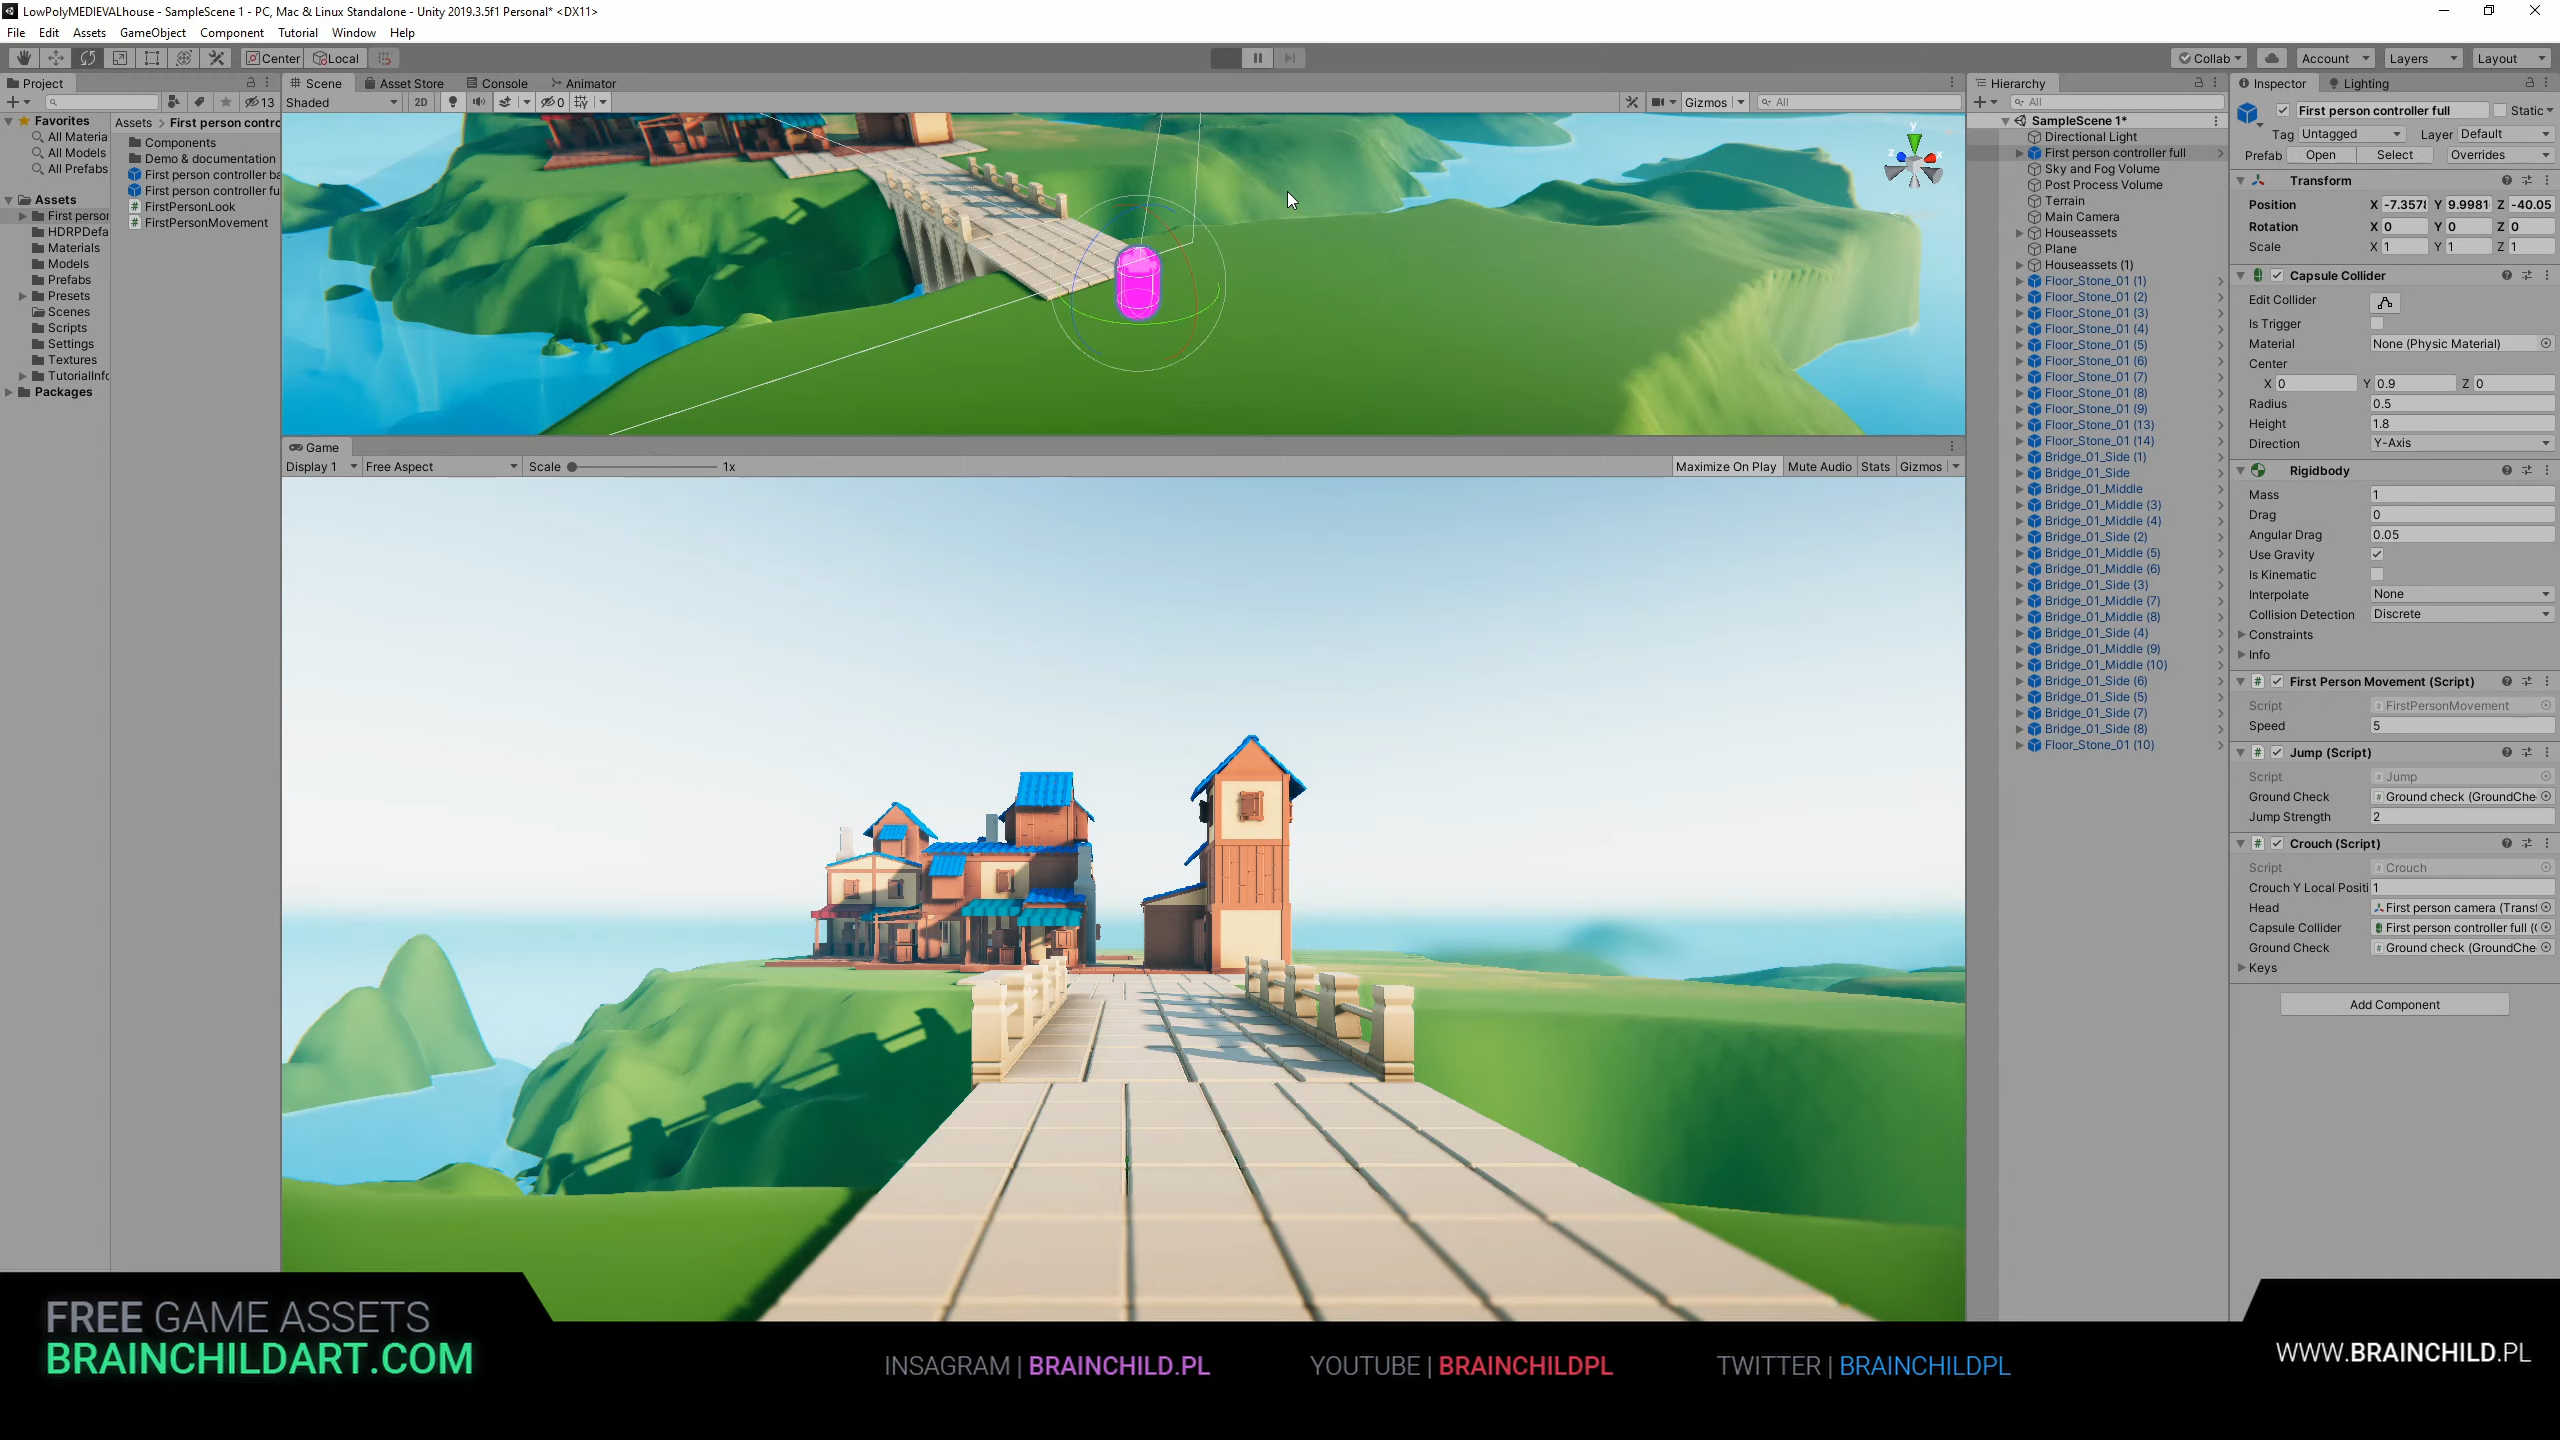 LowPolyMEDIEVALhouse - SampleScene 1 - PC, Mac & Linux Standalone - Unity 2019.3.5f1 Personal* <DX11>
File Edit Assets GameObject Component Tutorial Window Help
Center Local
Collab Account Layers Layout
Project
13
Favorites
All Materia
All Models
All Prefabs
Assets
First person
HDRPDefa
Materials
Models
Prefabs
Presets
Scenes
Scripts
Settings
Textures
TutorialInfo
Packages
Assets > First person contro
Components
Demo & documentation
First person controller ba
First person controller fu
FirstPersonLook
FirstPersonMovement
Scene Asset Store Console Animator
Shaded 2D 0 Gizmos All
y
x
z
Game
Display 1 Free Aspect Scale 1x Maximize On Play Mute Audio Stats Gizmos
Hierarchy
All
SampleScene 1*
Directional Light
First person controller full
Sky and Fog Volume
Post Process Volume
Terrain
Main Camera
Houseassets
Plane
Houseassets (1)
Floor_Stone_01 (1)
Floor_Stone_01 (2)
Floor_Stone_01 (3)
Floor_Stone_01 (4)
Floor_Stone_01 (5)
Floor_Stone_01 (6)
Floor_Stone_01 (7)
Floor_Stone_01 (8)
Floor_Stone_01 (9)
Floor_Stone_01 (13)
Floor_Stone_01 (14)
Bridge_01_Side (1)
Bridge_01_Side
Bridge_01_Middle
Bridge_01_Middle (3)
Bridge_01_Middle (4)
Bridge_01_Side (2)
Bridge_01_Middle (5)
Bridge_01_Middle (6)
Bridge_01_Side (3)
Bridge_01_Middle (7)
Bridge_01_Middle (8)
Bridge_01_Side (4)
Bridge_01_Middle (9)
Bridge_01_Middle (10)
Bridge_01_Side (6)
Bridge_01_Side (5)
Bridge_01_Side (7)
Bridge_01_Side (8)
Floor_Stone_01 (10)
Inspector Lighting
First person controller full Static
Tag Untagged Layer Default
Prefab Open Select Overrides
Transform
Position X -7.3578 Y 9.9981 Z -40.05
Rotation X 0 Y 0 Z 0
Scale X 1 Y 1 Z 1
Capsule Collider
Edit Collider
Is Trigger
Material None (Physic Material)
Center
X 0 Y 0.9 Z 0
Radius 0.5
Height 1.8
Direction Y-Axis
Rigidbody
Mass 1
Drag 0
Angular Drag 0.05
Use Gravity
Is Kinematic
Interpolate None
Collision Detection Discrete
Constraints
Info
First Person Movement (Script)
Script FirstPersonMovement
Speed 5
Jump (Script)
Script Jump
Ground Check Ground check (GroundChe
Jump Strength 2
Crouch (Script)
Script Crouch
Crouch Y Local Positi 1
Head First person camera (Transf
Capsule Collider First person controller full (
Ground Check Ground check (GroundChe
Keys
Add Component
FREE GAME ASSETS
BRAINCHILDART.COM
INSAGRAM | BRAINCHILD.PL YOUTUBE | BRAINCHILDPL TWITTER | BRAINCHILDPL
WWW.BRAINCHILD.PL